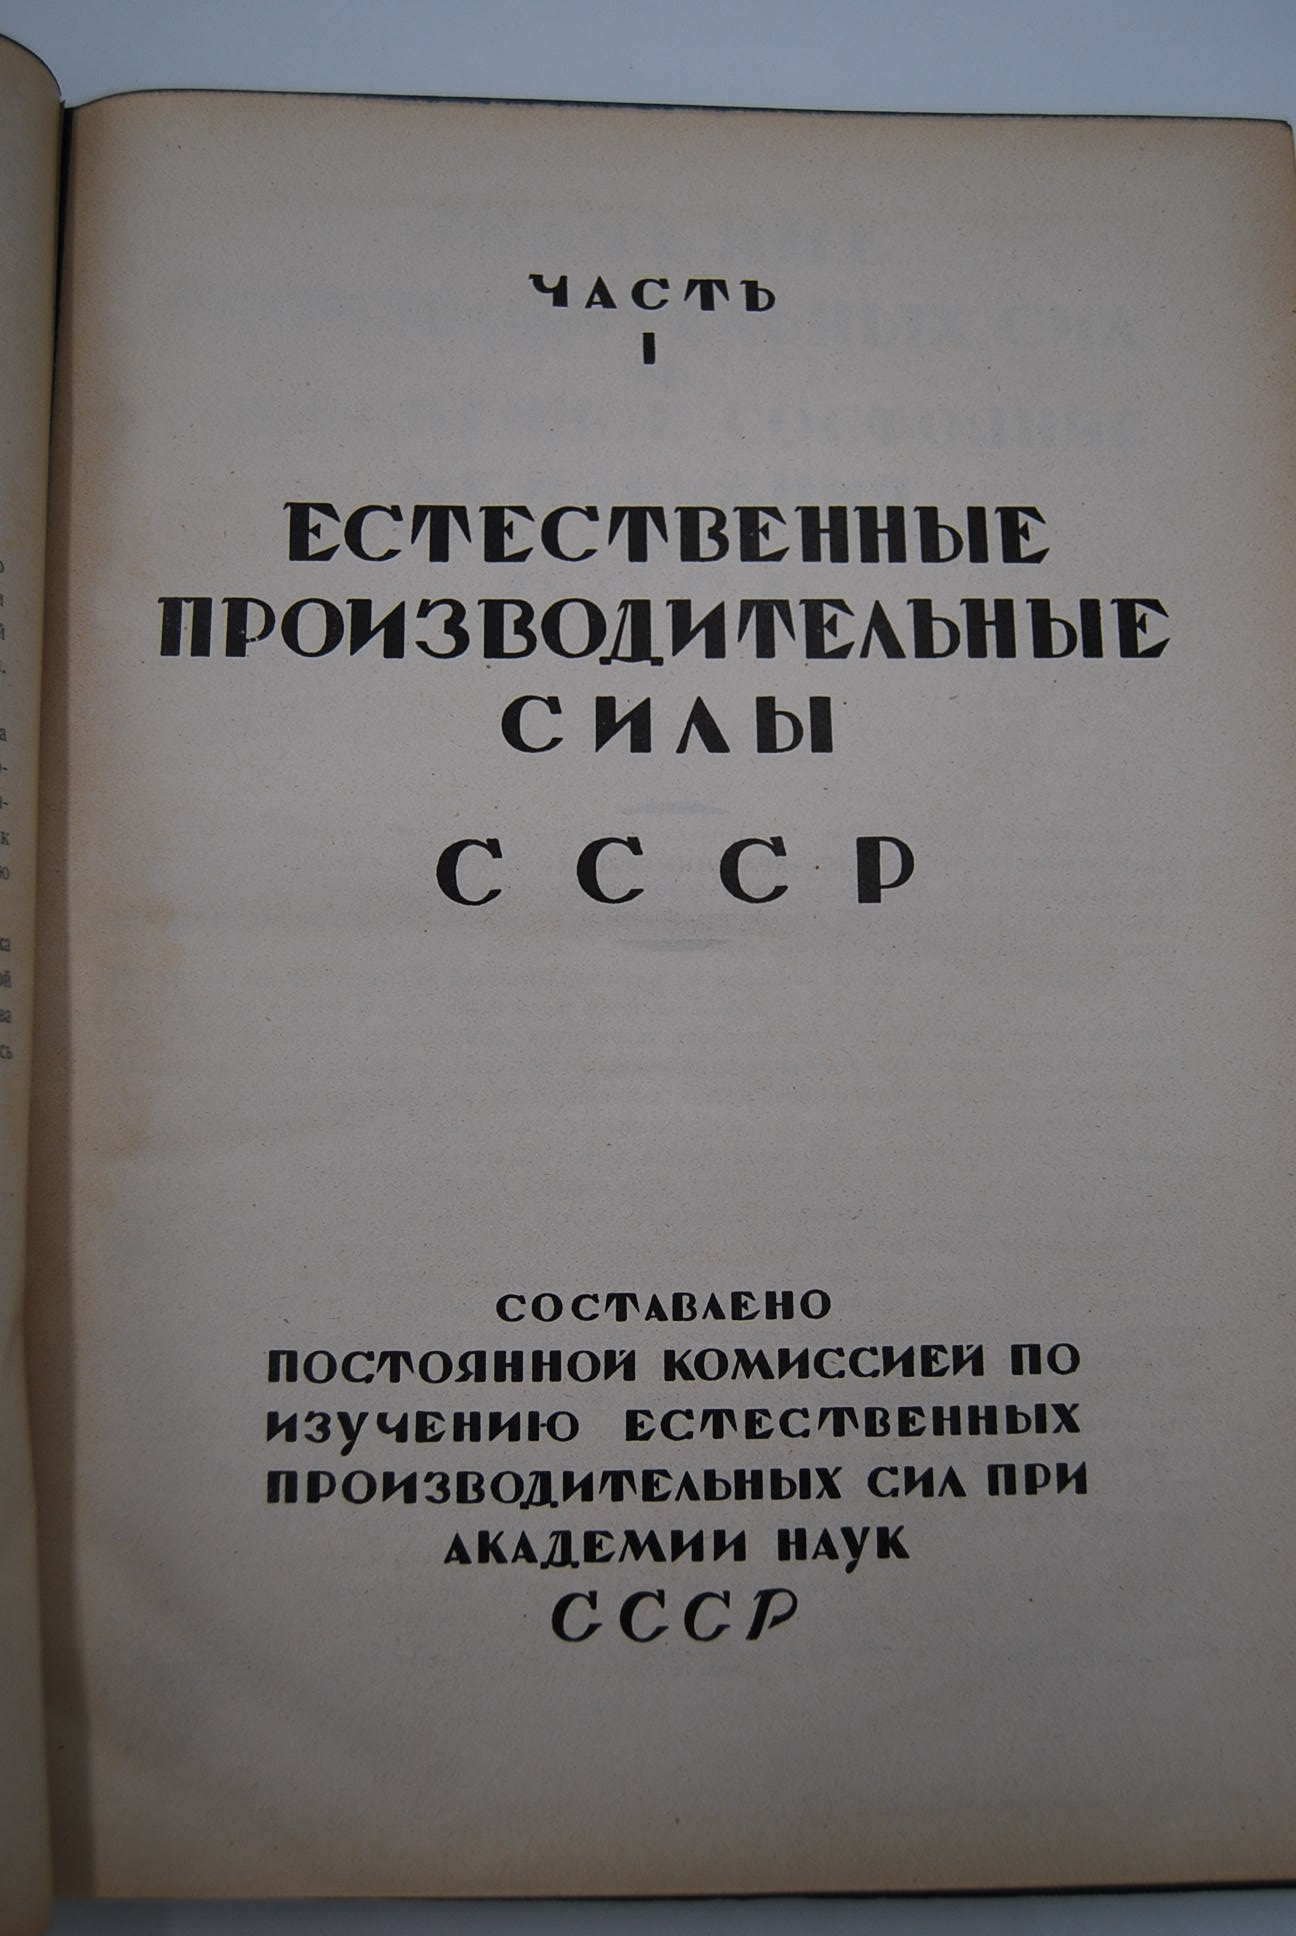 ЧАСТЬ
I
ЕСТЕСТВЕННЫЕ
ПРОИЗВОДИТЕЛЬНЫЕ
СИЛЫ
СССР
СОСТАВЛЕНО
ПОСТОЯННОЙ КОМИССИЕЙ ПО
ИЗУЧЕНИЮ ЕСТЕСТВЕННЫХ
ПРОИЗВОДИТЕЛЬНЫХ СИЛ ПРИ
АКАДЕМИИ НАУК
СССР